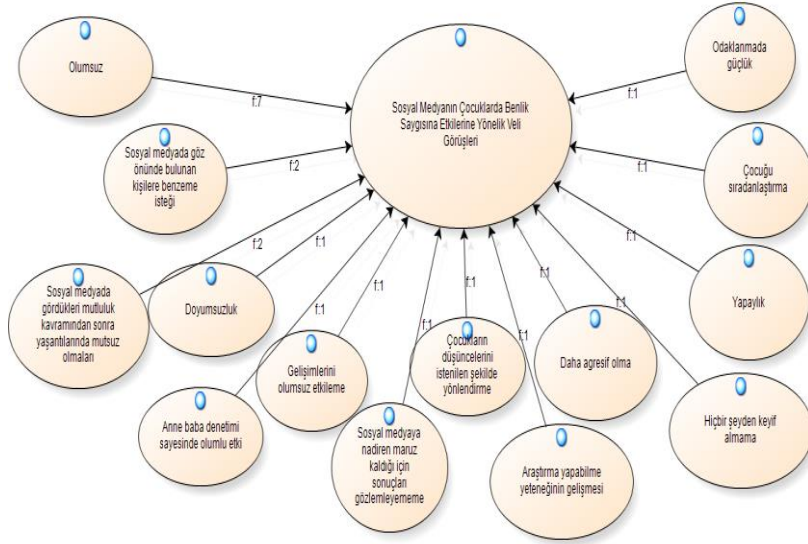 Olumsuz
f:7
Sosyal medyada göz
önünde bulunan
kişilere benzeme
isteği
f:2
Sosyal medyada
gördükleri mutluluk
kavramından sonra
yaşantılarında mutsuz
olmaları
f:2
Doyumsuzluk
f:1
Anne baba denetimi
sayesinde olumlu etki
f:1
Gelişimlerini
olumsuz etkileme
f:1
Sosyal medyaya
nadiren maruz
kaldığı için
sonuçları
gözlemleyememe
f:1
Çocukların
düşüncelerini
istenilen şekilde
yönlendirme
f:1
Araştırma yapabilme
yeteneğinin gelişmesi
f:1
Daha agresif olma
f:1
Hiçbir şeyden keyif
almama
f:1
Yapaylık
f:1
Çocuğu
sıradanlaştırma
f:1
Odaklanmada
güçlük
f:1
Sosyal Medyanın Çocuklarda Benlik
Saygısına Etkilerine Yönelik Veli
Görüşleri